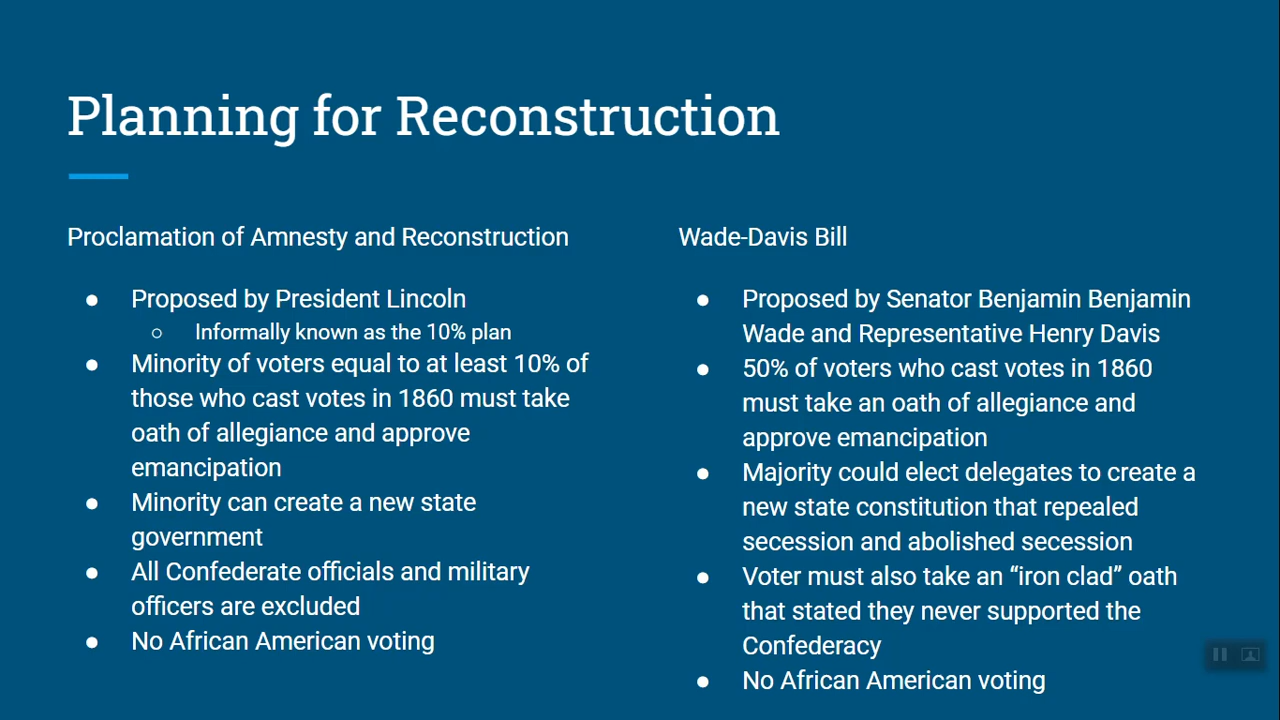 Planning for Reconstruction
Proclamation of Amnesty and Reconstruction
● Proposed by President Lincoln
○ Informally known as the 10% plan
● Minority of voters equal to at least 10% of
those who cast votes in 1860 must take
oath of allegiance and approve
emancipation
● Minority can create a new state
government
● All Confederate officials and military
officers are excluded
● No African American voting
Wade-Davis Bill
● Proposed by Senator Benjamin Benjamin
Wade and Representative Henry Davis
● 50% of voters who cast votes in 1860
must take an oath of allegiance and
approve emancipation
● Majority could elect delegates to create a
new state constitution that repealed
secession and abolished secession
● Voter must also take an “iron clad” oath
that stated they never supported the
Confederacy
● No African American voting